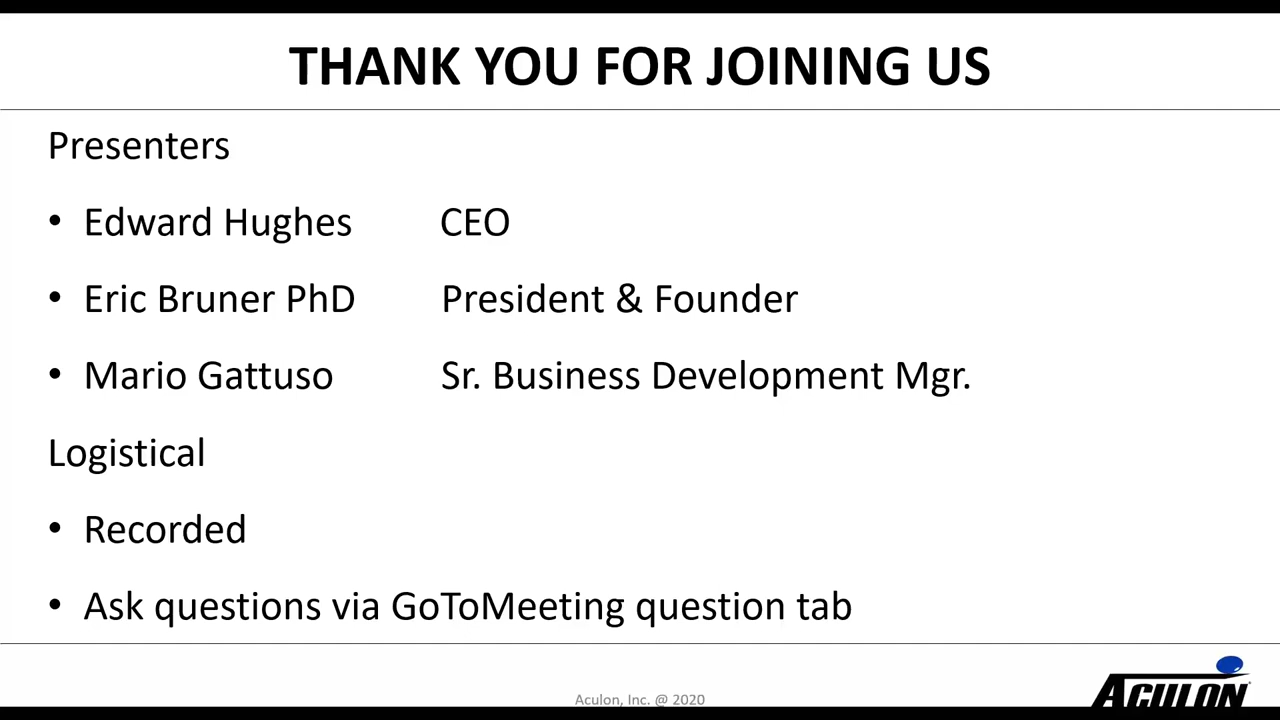 THANK YOU FOR JOINING US
Presenters
• Edward Hughes CEO
• Eric Bruner PhD President & Founder
• Mario Gattuso Sr. Business Development Mgr.
Logistical
• Recorded
• Ask questions via GoToMeeting question tab
Aculon, Inc. @ 2020
ACULON